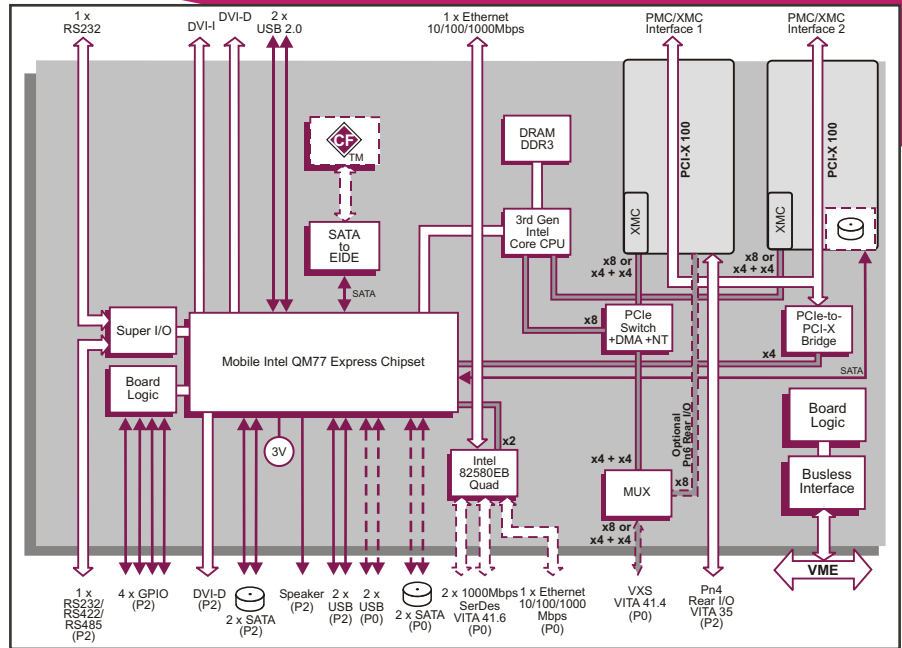 1 x
RS232
DVI-I
DVI-D
2 x
USB 2.0
1 x Ethernet
10/100/1000Mbps
PMC/XMC
Interface 1
PMC/XMC
Interface 2
CF
TM
DRAM
DDR3
PCI-X 100
PCI-X 100
SATA
to
EIDE
3rd Gen
Intel
Core CPU
XMC
XMC
x8 or
x4 + x4
x8 or
x4 + x4
SATA
Super I/O
Mobile Intel QM77 Express Chipset
x8
PCIe
Switch
+DMA +NT
PCIe-to-
PCI-X
Bridge
x4
SATA
Board
Logic
Board
Logic
3V
x2
Intel
82580EB
Quad
x4 + x4
Optional
Pn6 Rear I/O
x8
MUX
Busless
Interface
x8 or
x4 + x4
VME
1 x
RS232/
RS422/
RS485
(P2)
4 x GPIO
(P2)
DVI-D
(P2)
2 x SATA
(P2)
Speaker
(P2)
2 x
USB
(P2)
2 x
USB
(P0)
2 x SATA
(P0)
2 x 1000Mbps
SerDes
VITA 41.6
(P0)
1 x Ethernet
10/100/1000
Mbps
(P0)
VXS
VITA 41.4
(P0)
Pn4
Rear I/O
VITA 35
(P2)